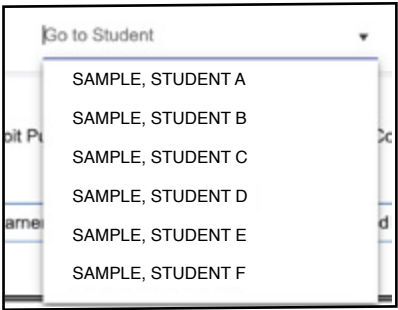 Go to Student
SAMPLE, STUDENT A
SAMPLE, STUDENT B
SAMPLE, STUDENT C
SAMPLE, STUDENT D
SAMPLE, STUDENT E
SAMPLE, STUDENT F